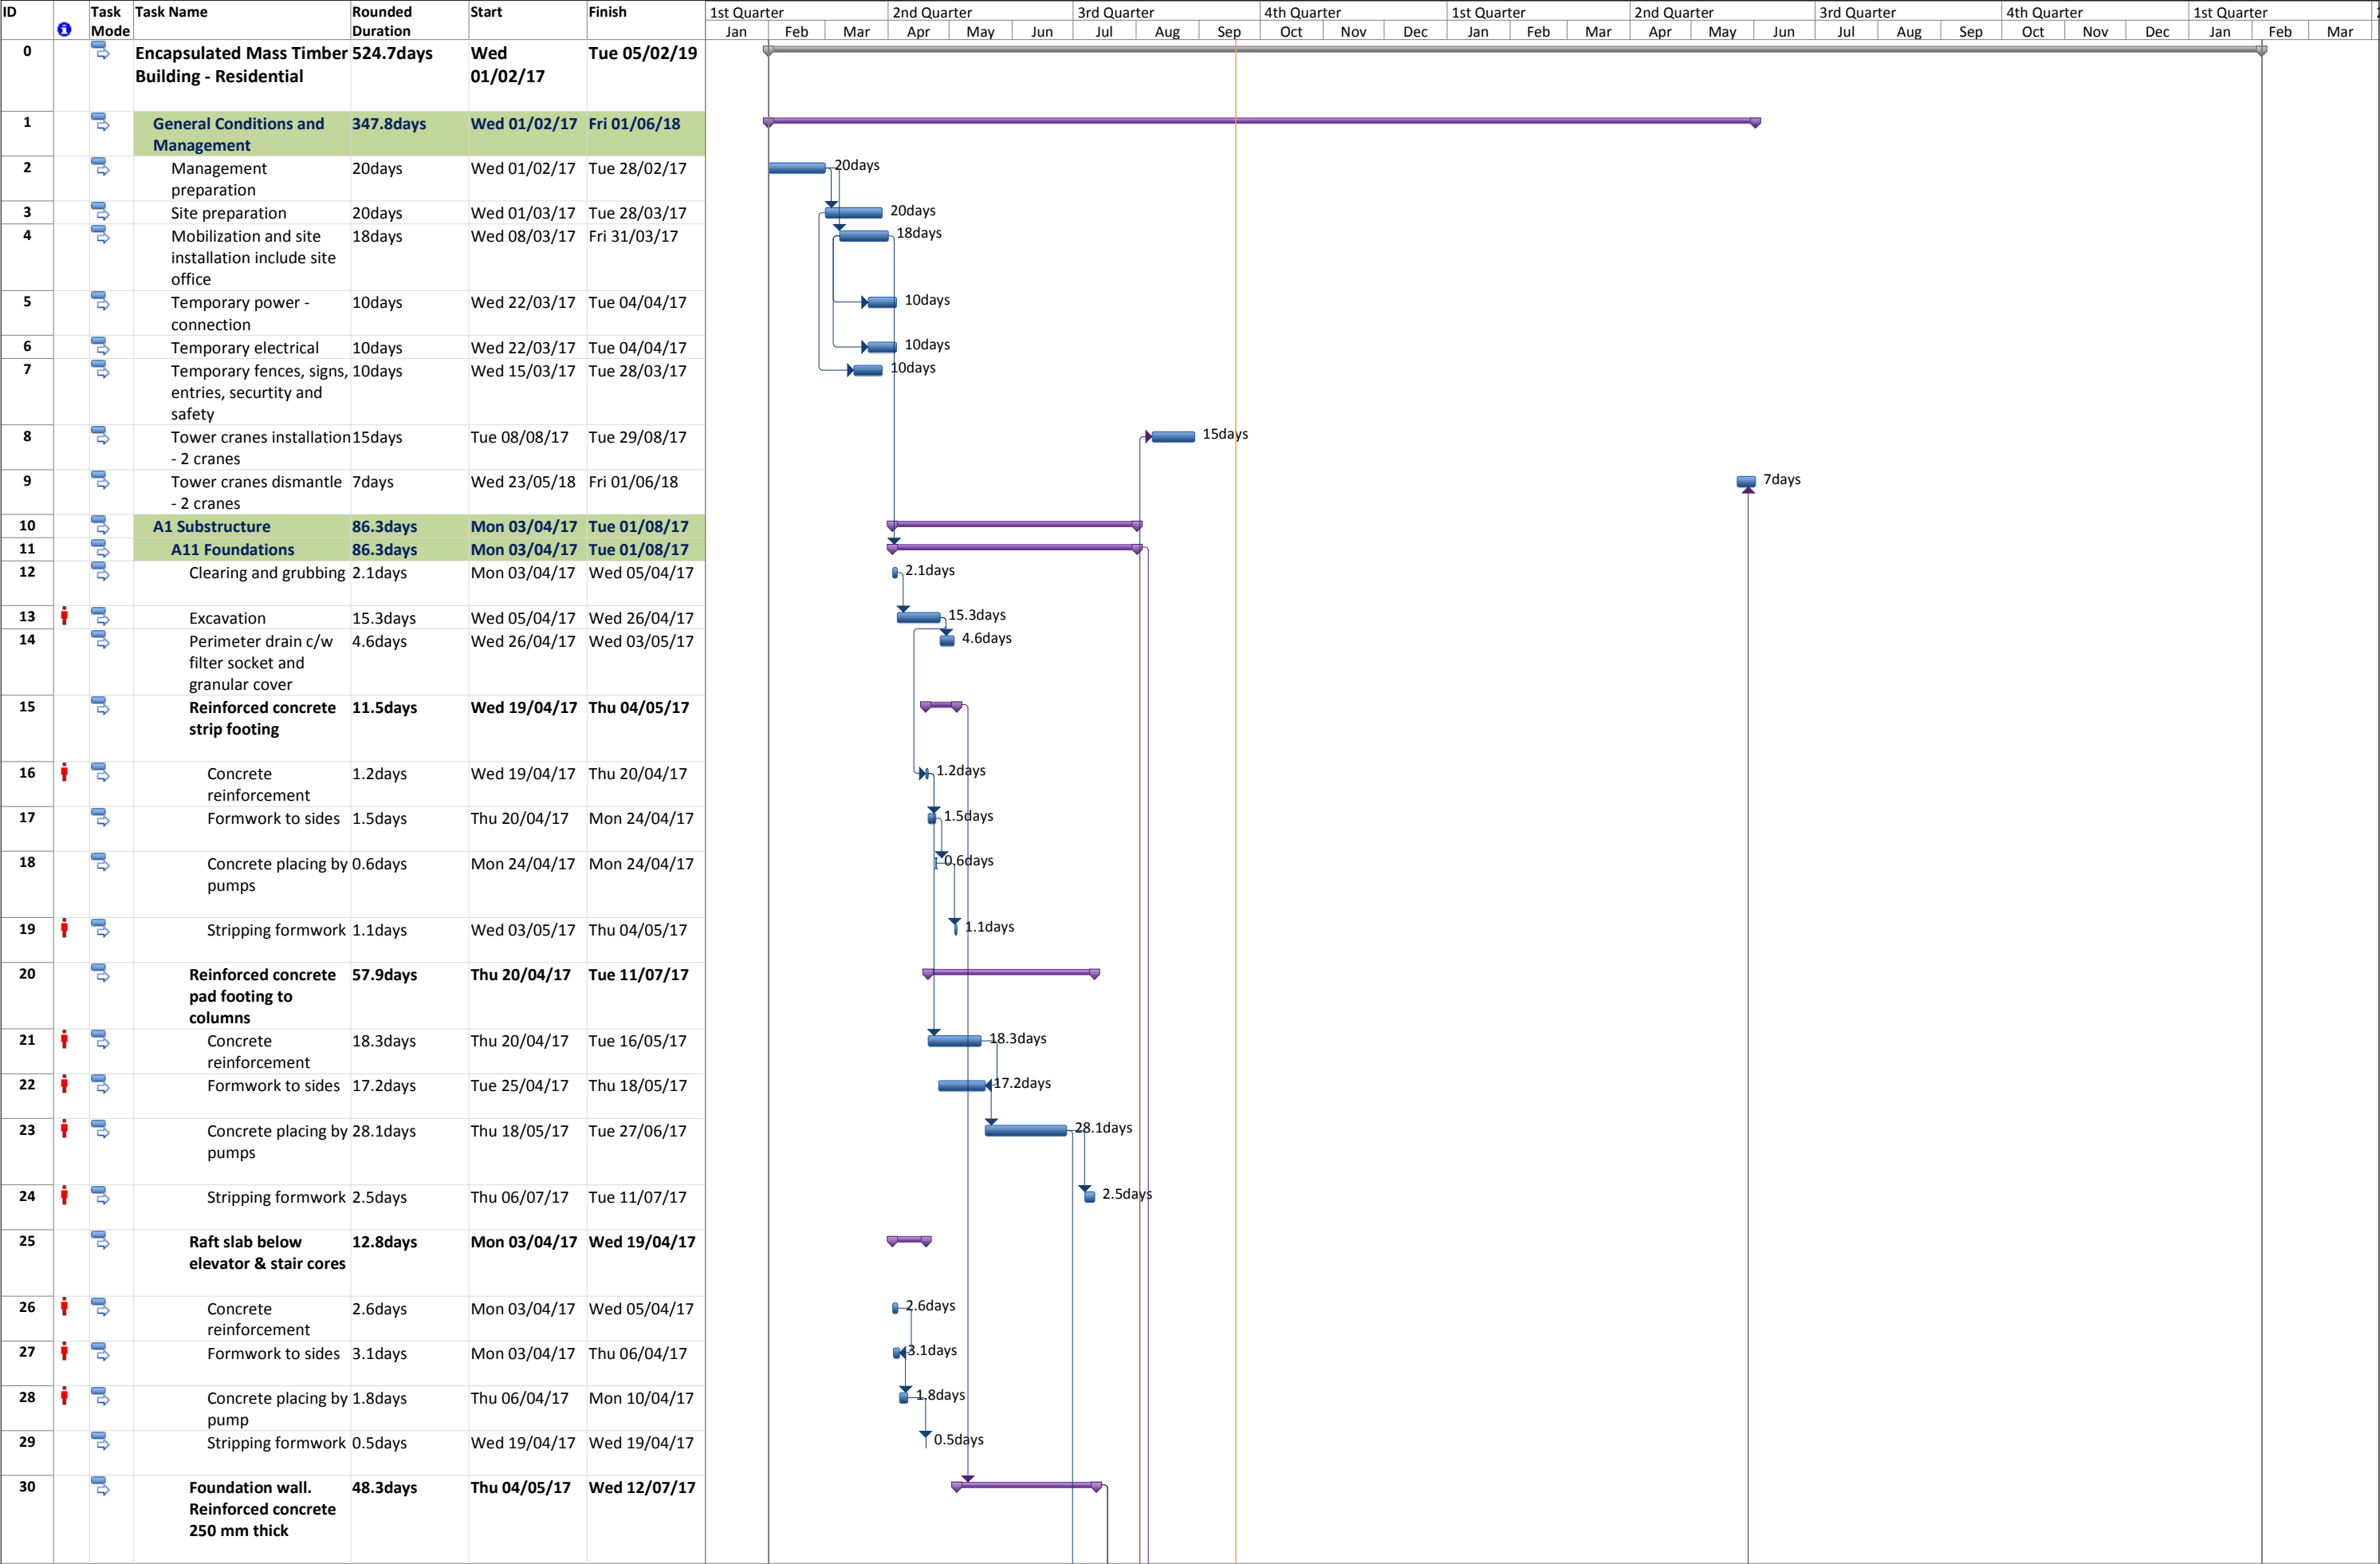 ID Task Mode Task Name Rounded Duration Start Finish
1st Quarter 2nd Quarter 3rd Quarter 4th Quarter 1st Quarter 2nd Quarter 3rd Quarter 4th Quarter 1st Quarter
Jan Feb Mar Apr May Jun Jul Aug Sep Oct Nov Dec Jan Feb Mar Apr May Jun Jul Aug Sep Oct Nov Dec Jan Feb Mar
0 Encapsulated Mass Timber 524.7days Wed Tue 05/02/19
Building - Residential 01/02/17
1 General Conditions and 347.8days Wed 01/02/17 Fri 01/06/18
Management
2 Management 20days Wed 01/02/17 Tue 28/02/17 20days
preparation
3 Site preparation 20days Wed 01/03/17 Tue 28/03/17 20days
4 Mobilization and site 18days Wed 08/03/17 Fri 31/03/17 18days
installation include site
office
5 Temporary power - 10days Wed 22/03/17 Tue 04/04/17 10days
connection
6 Temporary electrical 10days Wed 22/03/17 Tue 04/04/17 10days
7 Temporary fences, signs, 10days Wed 15/03/17 Tue 28/03/17 10days
entries, securtity and
safety
8 Tower cranes installation 15days Tue 08/08/17 Tue 29/08/17 15days
- 2 cranes
9 Tower cranes dismantle 7days Wed 23/05/18 Fri 01/06/18 7days
- 2 cranes
10 A1 Substructure 86.3days Mon 03/04/17 Tue 01/08/17
11 A11 Foundations 86.3days Mon 03/04/17 Tue 01/08/17
12 Clearing and grubbing 2.1days Mon 03/04/17 Wed 05/04/17 2.1days
13 Excavation 15.3days Wed 05/04/17 Wed 26/04/17 15.3days
14 Perimeter drain c/w 4.6days Wed 26/04/17 Wed 03/05/17 4.6days
filter socket and
granular cover
15 Reinforced concrete 11.5days Wed 19/04/17 Thu 04/05/17
strip footing
16 Concrete 1.2days Wed 19/04/17 Thu 20/04/17 1.2days
reinforcement
17 Formwork to sides 1.5days Thu 20/04/17 Mon 24/04/17 1.5days
18 Concrete placing by 0.6days Mon 24/04/17 Mon 24/04/17 0.6days
pumps
19 Stripping formwork 1.1days Wed 03/05/17 Thu 04/05/17 1.1days
20 Reinforced concrete 57.9days Thu 20/04/17 Tue 11/07/17
pad footing to
columns
21 Concrete 18.3days Thu 20/04/17 Tue 16/05/17 18.3days
reinforcement
22 Formwork to sides 17.2days Tue 25/04/17 Thu 18/05/17 17.2days
23 Concrete placing by 28.1days Thu 18/05/17 Tue 27/06/17 28.1days
pumps
24 Stripping formwork 2.5days Thu 06/07/17 Tue 11/07/17 2.5days
25 Raft slab below 12.8days Mon 03/04/17 Wed 19/04/17
elevator & stair cores
26 Concrete 2.6days Mon 03/04/17 Wed 05/04/17 2.6days
reinforcement
27 Formwork to sides 3.1days Mon 03/04/17 Thu 06/04/17 3.1days
28 Concrete placing by 1.8days Thu 06/04/17 Mon 10/04/17 1.8days
pump
29 Stripping formwork 0.5days Wed 19/04/17 Wed 19/04/17 0.5days
30 Foundation wall. 48.3days Thu 04/05/17 Wed 12/07/17
Reinforced concrete
250 mm thick